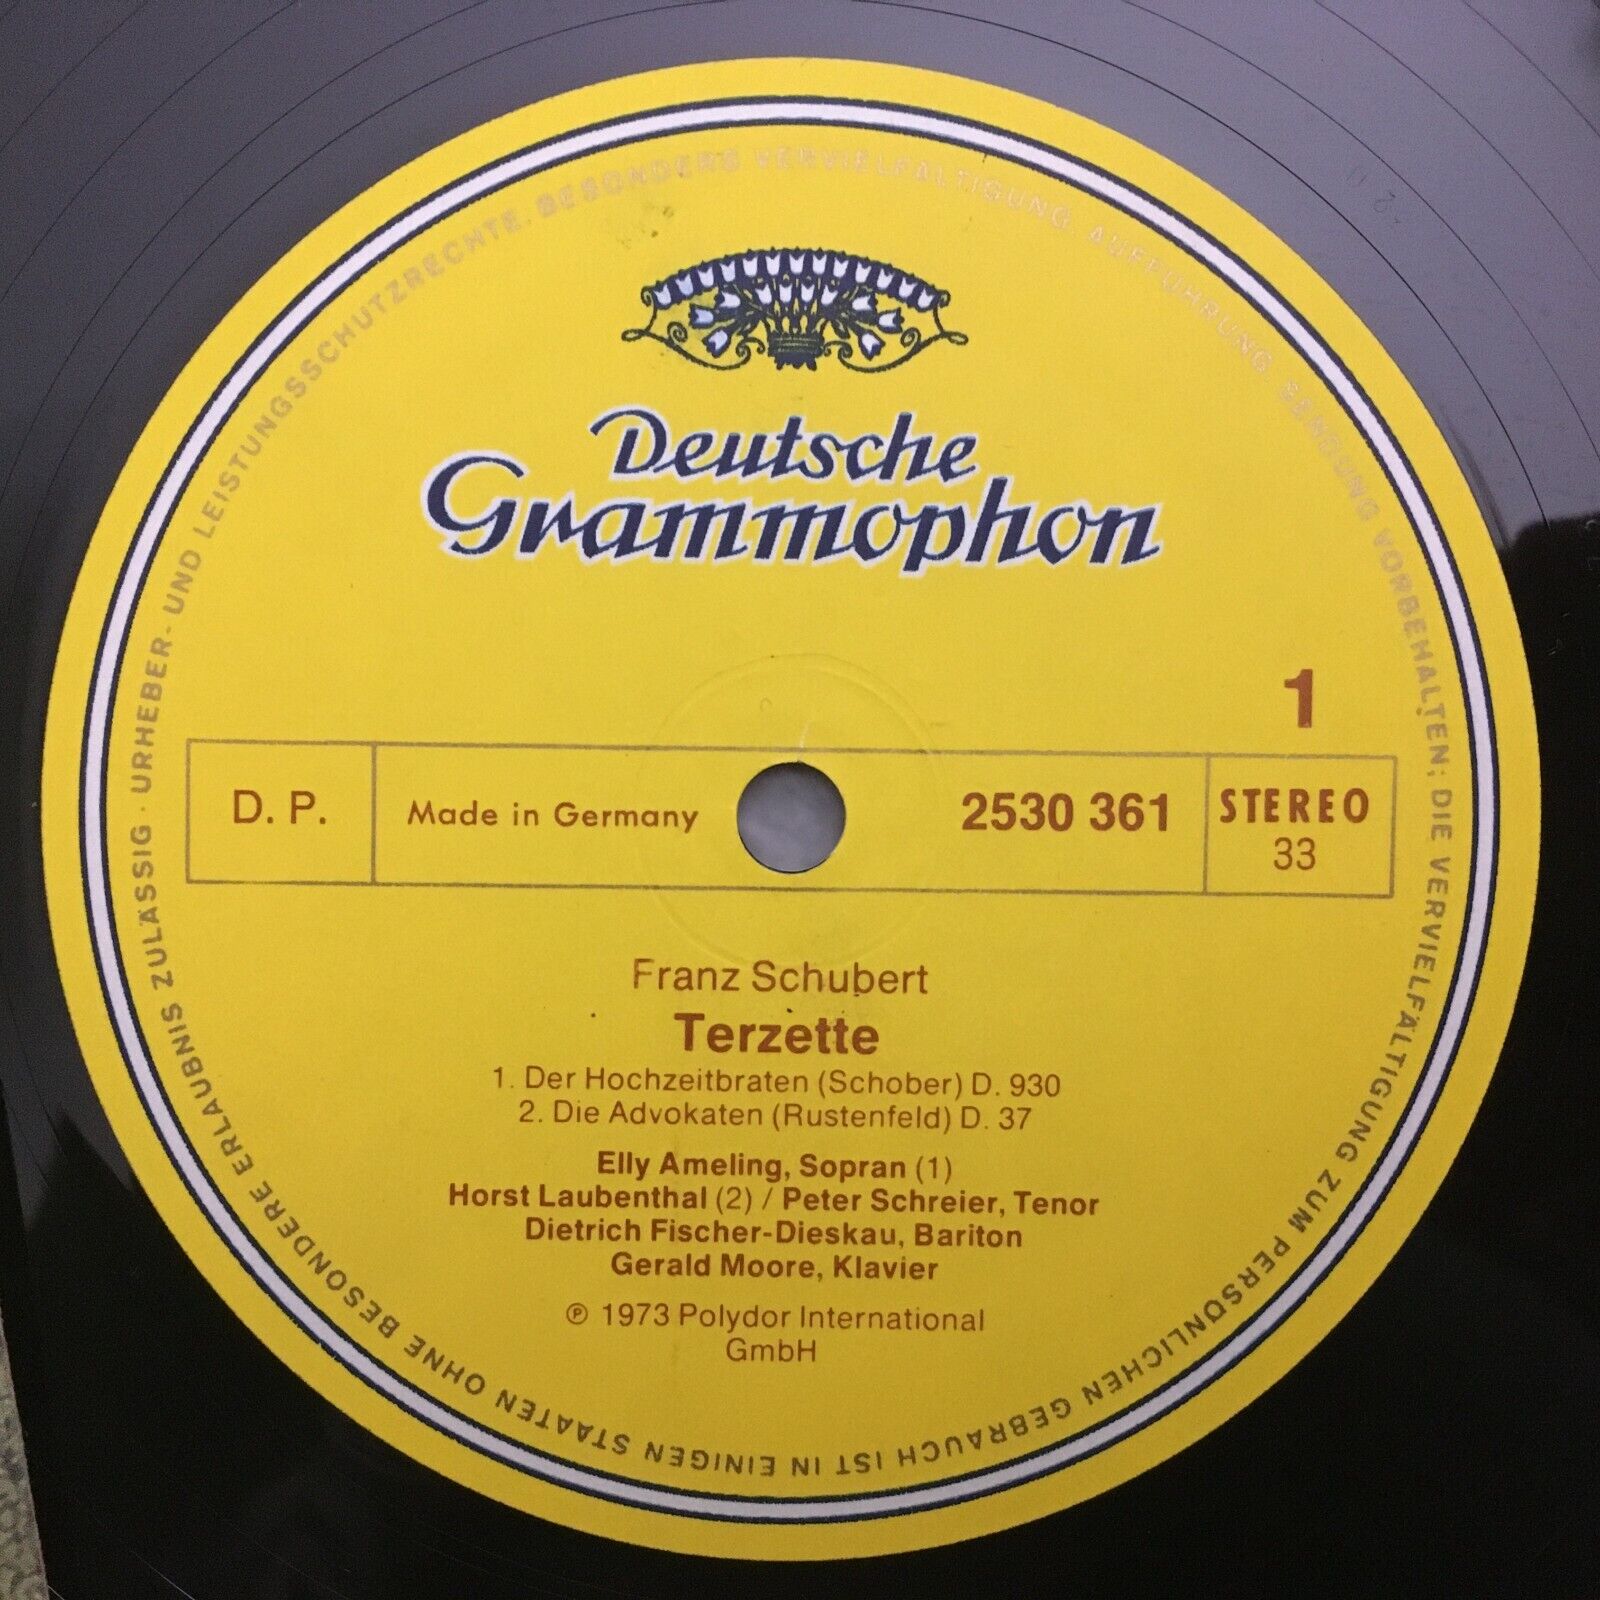 URHEBER- UND LEISTUNGSSCHUTZRECHTE, BESONDERS VERVIELFÄLTIGUNG, AUFFÜHRUNG, SENDUNG VORBEHALTEN; DIE VERVIELFÄLTIGUNG ZUM PERSÖNLICHEN GEBRAUCH IST IN EINIGEN STAATEN OHNE BESONDERE ERLAUBNIS ZULÄSSIG ·
Deutsche
Grammophon
1
D. P.
Made in Germany
2530 361
STEREO
33
Franz Schubert
Terzette
1. Der Hochzeitbraten (Schober) D. 930
2. Die Advokaten (Rustenfeld) D. 37
Elly Ameling, Sopran (1)
Horst Laubenthal (2) / Peter Schreier, Tenor
Dietrich Fischer-Dieskau, Bariton
Gerald Moore, Klavier
℗ 1973 Polydor International
GmbH